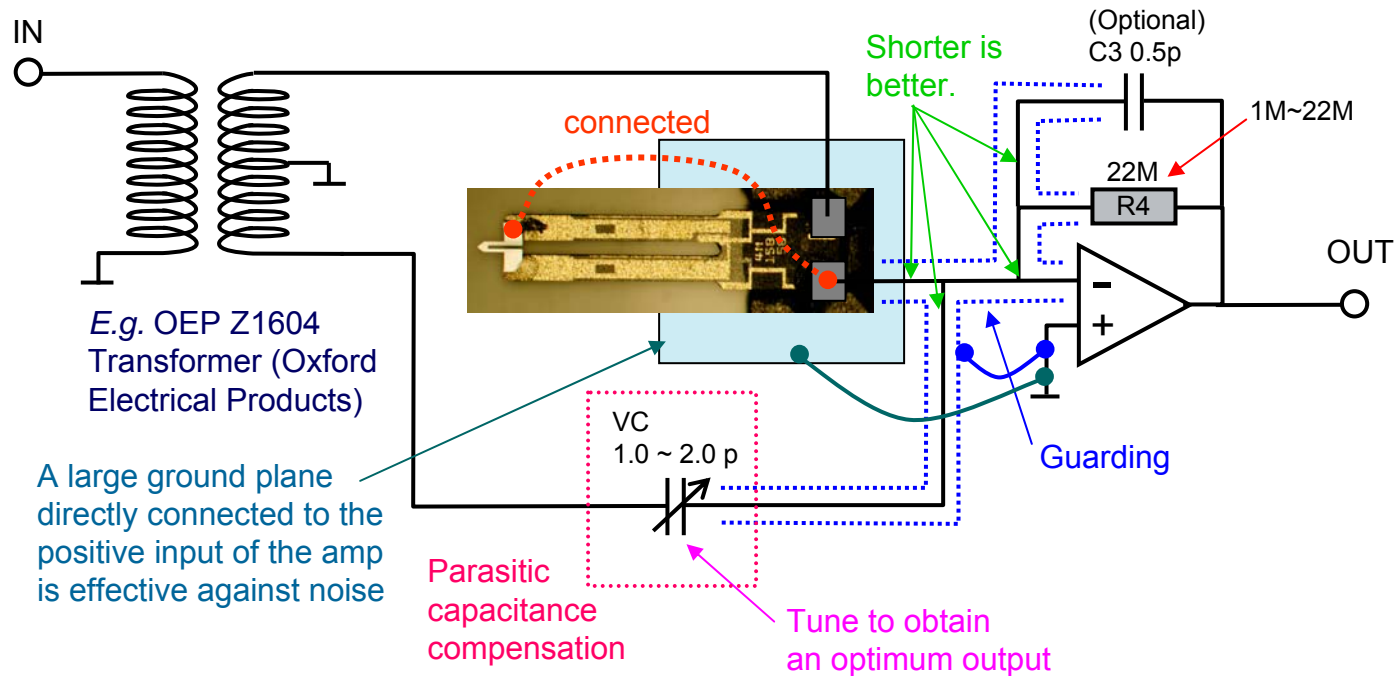 IN
(Optional)
C3 0.5p
Shorter is
better.
1M~22M
connected
22M
R4
OUT
-
+
E.g. OEP Z1604
Transformer (Oxford
Electrical Products)
VC
1.0 ~ 2.0 p
Guarding
A large ground plane
directly connected to the
positive input of the amp
is effective against noise
Parasitic
capacitance
compensation
Tune to obtain
an optimum output